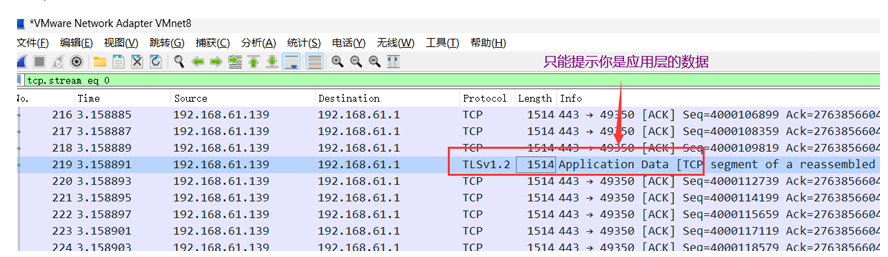 *VMware Network Adapter VMnet8
文件(F) 编辑(E) 视图(V) 跳转(G) 捕获(C) 分析(A) 统计(S) 电话(Y) 无线(W) 工具(T) 帮助(H)
只能提示你是应用层的数据
tcp.stream eq 0
No. Time Source Destination Protocol Length Info
216 3.158885 192.168.61.139 192.168.61.1 TCP 1514 443 → 49350 [ACK] Seq=4000106899 Ack=2763856604
217 3.158887 192.168.61.139 192.168.61.1 TCP 1514 443 → 49350 [ACK] Seq=4000108359 Ack=2763856604
218 3.158889 192.168.61.139 192.168.61.1 TCP 1514 443 → 49350 [ACK] Seq=4000109819 Ack=2763856604
219 3.158891 192.168.61.139 192.168.61.1 TLSv1.2 1514 Application Data [TCP segment of a reassembled
220 3.158893 192.168.61.139 192.168.61.1 TCP 1514 443 → 49350 [ACK] Seq=4000112739 Ack=2763856604
221 3.158895 192.168.61.139 192.168.61.1 TCP 1514 443 → 49350 [ACK] Seq=4000114199 Ack=2763856604
222 3.158897 192.168.61.139 192.168.61.1 TCP 1514 443 → 49350 [ACK] Seq=4000115659 Ack=2763856604
223 3.158901 192.168.61.139 192.168.61.1 TCP 1514 443 → 49350 [ACK] Seq=4000117119 Ack=2763856604
224 3.158903 192.168.61.139 192.168.61.1 TCP 1514 443 → 49350 [ACK] Seq=4000118579 Ack=2763856604